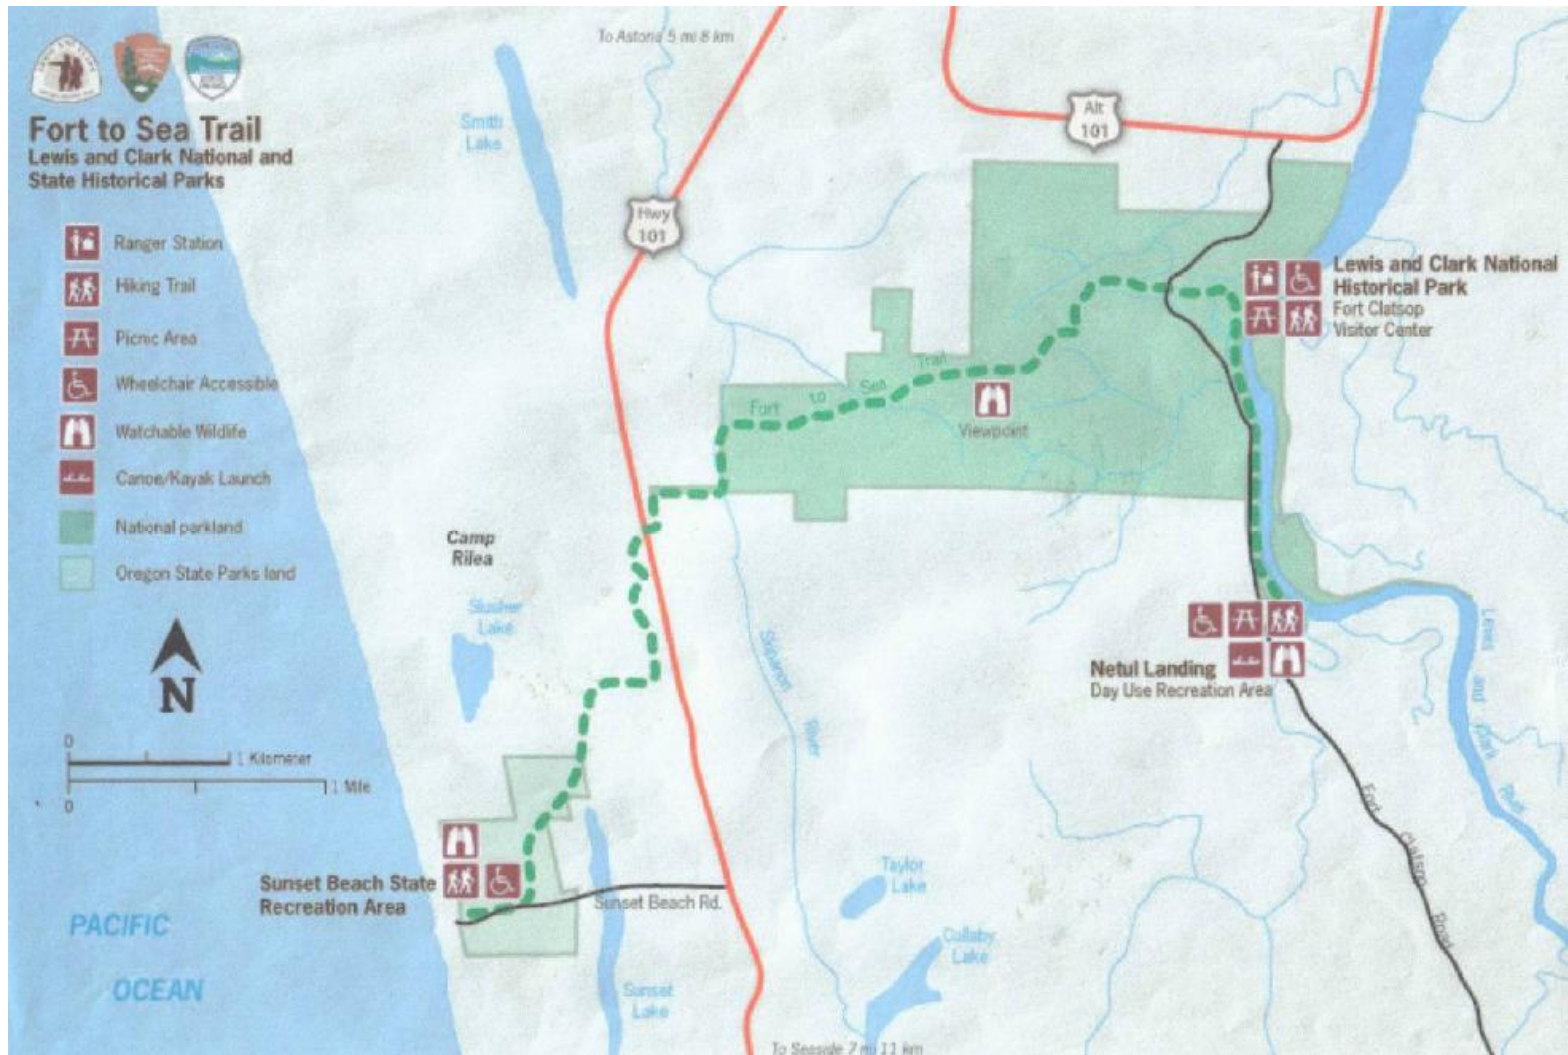 Fort to Sea Trail
Lewis and Clark National and
State Historical Parks
Ranger Station
Hiking Trail
Picnic Area
Wheelchair Accessible
Watchable Wildlife
Canoe/Kayak Launch
National parkland
Oregon State Parks land
N
0
1 Kilometer
1 Mile
0
To Astoria 5 mi 8 km
Smith
Lake
Hwy
101
Alt
101
Lewis and Clark National
Historical Park
Fort Clatsop
Visitor Center
Fort to Sea Trail
Viewpoint
Camp
Rilea
Slusher
Lake
Skipanon River
Netul Landing
Day Use Recreation Area
Lewis and Clark River
Fort Clatsop Road
Sunset Beach State
Recreation Area
Sunset Beach Rd.
Taylor
Lake
Cullaby
Lake
Sunset
Lake
PACIFIC
OCEAN
To Seaside 7 mi 11 km